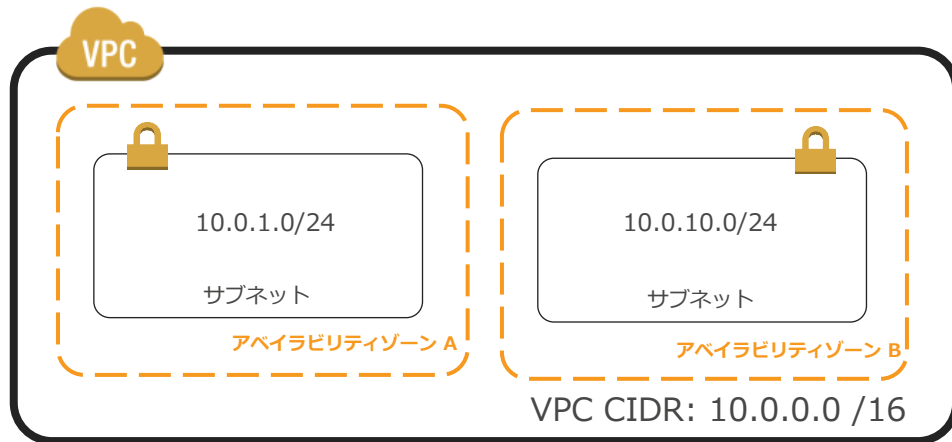 VPC
10.0.1.0/24
サブネット
アベイラビリティゾーン A
10.0.10.0/24
サブネット
アベイラビリティゾーン B
VPC CIDR: 10.0.0.0 /16